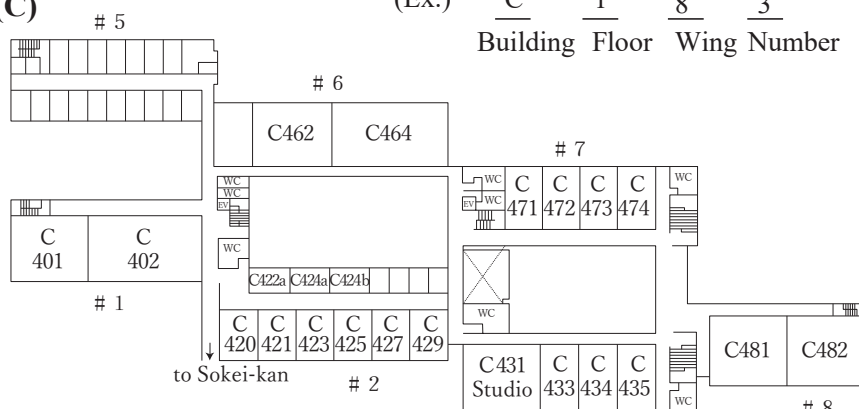 (C)
(Ex.) C 1 8 3
Building Floor Wing Number
# 5
# 6
C462 C464
# 7
WC
WC
EV
WC
WC
WC
EV
C 471
C 472
C 473
C 474
WC
C 401
C 402
# 1
C422a C424a C424b
WC
C 420
C 421
C 423
C 425
C 427
C 429
to Sokei-kan
# 2
C431 Studio
C 433
C 434
C 435
WC
C481 C482
# 8